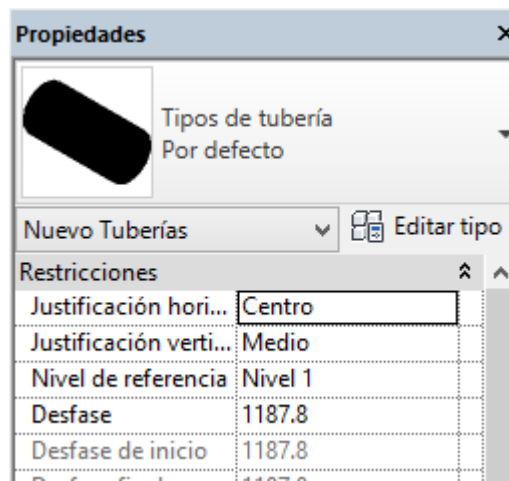 Propiedades
Tipos de tubería
Por defecto
Nuevo Tuberías
Editar tipo
Restricciones
Justificación hori... Centro
Justificación verti... Medio
Nivel de referencia Nivel 1
Desfase 1187.8
Desfase de inicio 1187.8